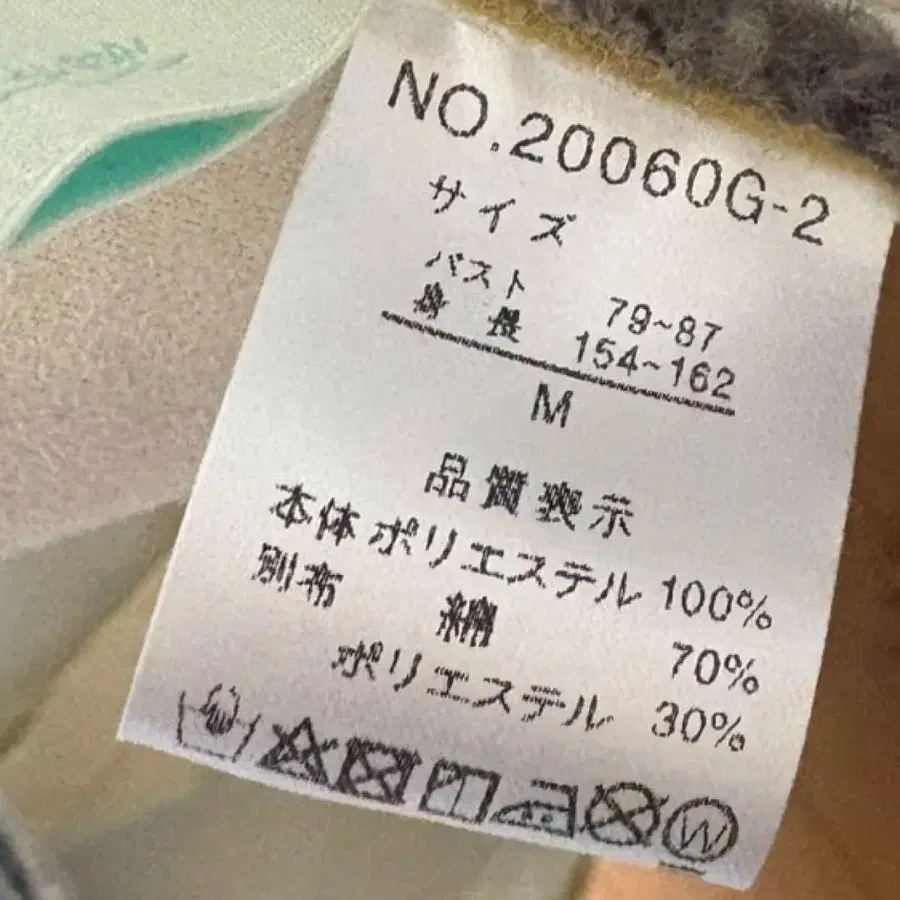 NO.20060G-2
サイズ
バスト 79~87
身長 154~162
M
品質表示
本体 ポリエステル 100%
別布 綿 70%
ポリエステル 30%
W